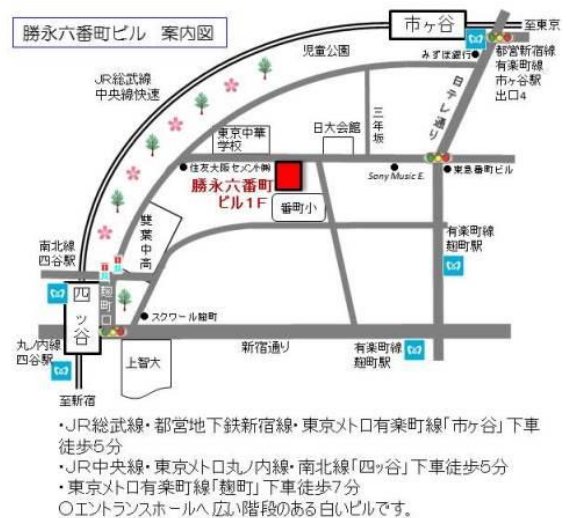 勝永六番町ビル 案内図
市ヶ谷
至東京
児童公園
みずほ銀行
都営新宿線
有楽町線
市ヶ谷駅
出口4
JR総武線
中央線快速
日テレ通り
三年坂
日大会館
東京中華
学校
住友大阪セメント㈱
Sony Music E.
東急番町ビル
勝永六番町
ビル1F
番町小
雙葉中高
有楽町線
麹町駅
南北線
四谷駅
四ッ谷
麹町口
スクワール麹町
丸ノ内線
四谷駅
上智大
新宿通り
有楽町線
麹町駅
至新宿
・JR総武線・都営地下鉄新宿線・東京メトロ有楽町線「市ヶ谷」下車
徒歩5分
・JR中央線・東京メトロ丸ノ内線・南北線「四ッ谷」下車徒歩5分
・東京メトロ有楽町線「麹町」下車徒歩7分
○エントランスホールへ広い階段のある白いビルです。